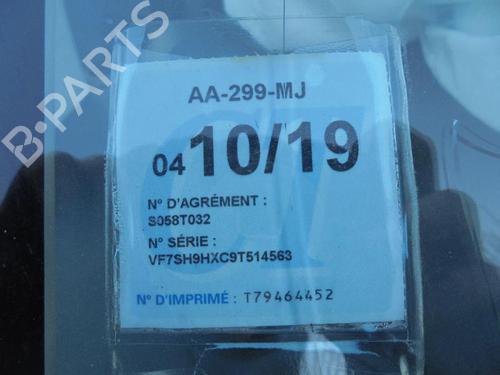 AA-299-MJ
04 10/19
N° D'AGRÉMENT :
S058T032
N° SÉRIE :
VF7SH9HXC9T514563
N° D'IMPRIMÉ : T79464452
B-PARTS